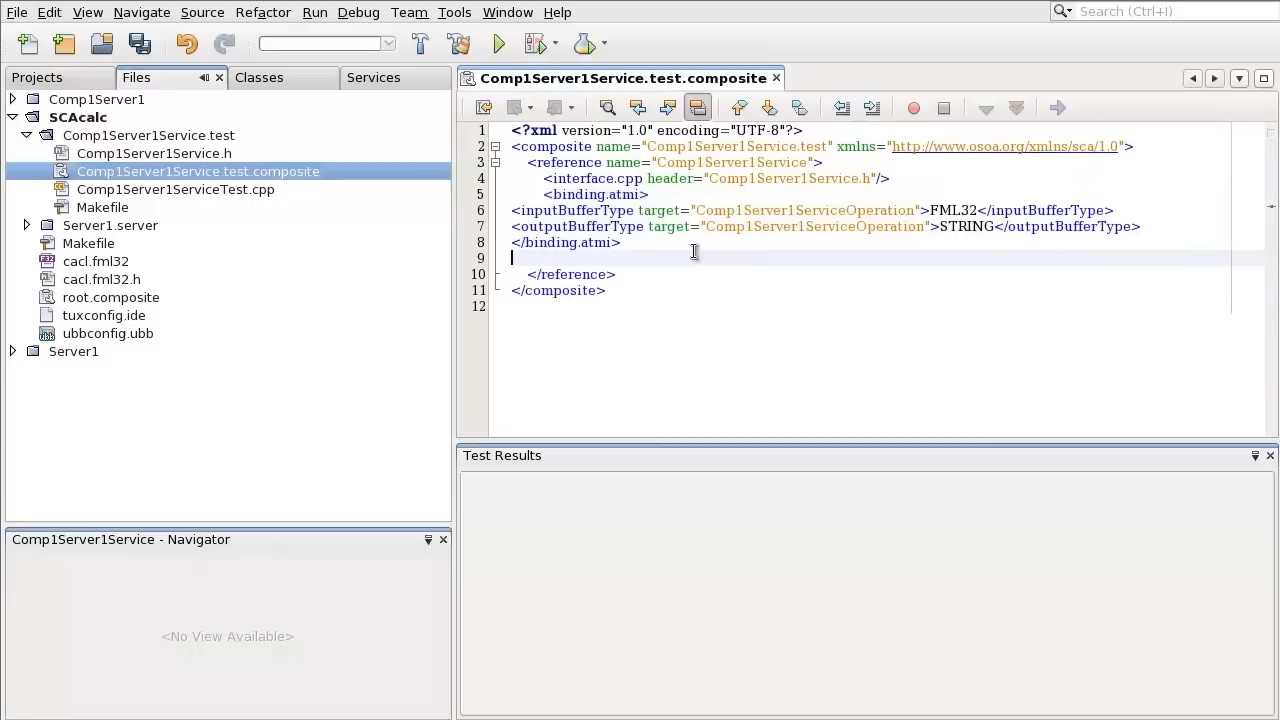 File Edit View Navigate Source Refactor Run Debug Team Tools Window Help
Search (Ctrl+I)
Projects Files Classes Services
Comp1Server1
SCAcalc
Comp1Server1Service.test
Comp1Server1Service.h
Comp1Server1Service.test.composite
Comp1Server1ServiceTest.cpp
Makefile
Server1.server
Makefile
cacl.fml32
cacl.fml32.h
root.composite
tuxconfig.ide
ubbconfig.ubb
Server1
Comp1Server1Service - Navigator
<No View Available>
Comp1Server1Service.test.composite
1 <?xml version="1.0" encoding="UTF-8"?>
2 <composite name="Comp1Server1Service.test" xmlns="http://www.osoa.org/xmlns/sca/1.0">
3 <reference name="Comp1Server1Service">
4 <interface.cpp header="Comp1Server1Service.h"/>
5 <binding.atmi>
6 <inputBufferType target="Comp1Server1ServiceOperation">FML32</inputBufferType>
7 <outputBufferType target="Comp1Server1ServiceOperation">STRING</outputBufferType>
8 </binding.atmi>
9
10 </reference>
11 </composite>
12
Test Results